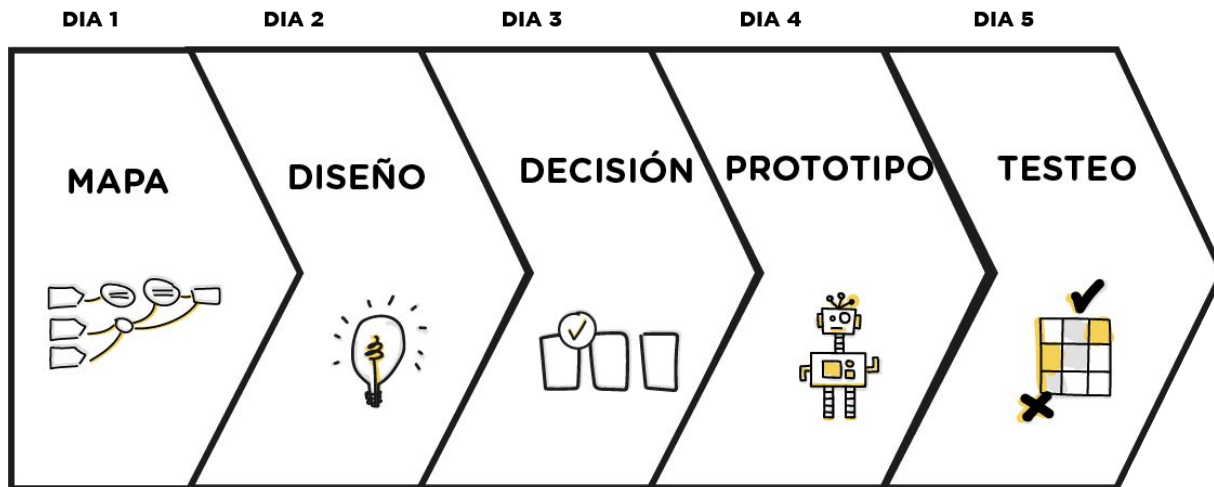 DIA 1
DIA 2
DIA 3
DIA 4
DIA 5
MAPA
DISEÑO
DECISIÓN
PROTOTIPO
TESTEO